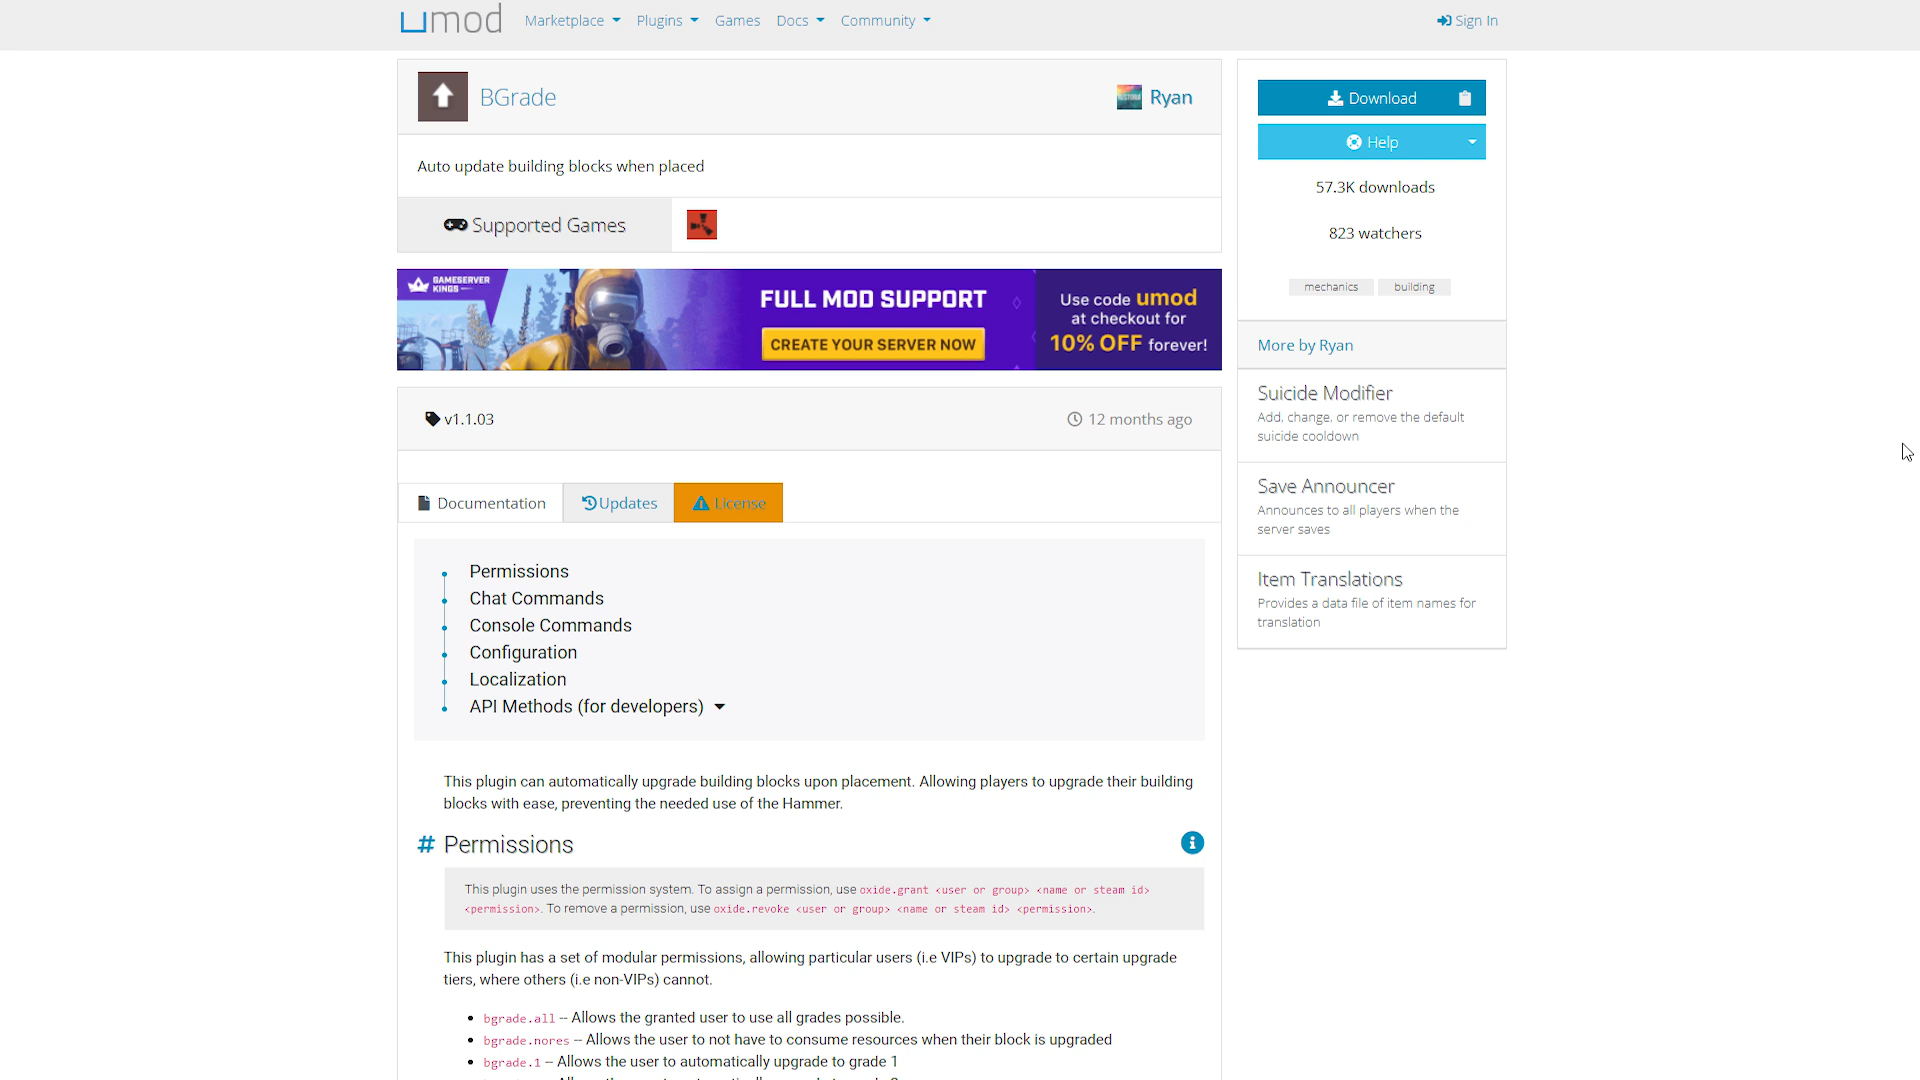 umod
Marketplace
Plugins
Games
Docs
Community
Sign In
BGrade
Ryan
Auto update building blocks when placed
Supported Games
GAMESERVER
KINGS
FULL MOD SUPPORT
CREATE YOUR SERVER NOW
Use code umod
at checkout for
10% OFF forever!
v1.1.03
12 months ago
Documentation
Updates
License
Permissions
Chat Commands
Console Commands
Configuration
Localization
API Methods (for developers)
This plugin can automatically upgrade building blocks upon placement. Allowing players to upgrade their building
blocks with ease, preventing the needed use of the Hammer.
# Permissions
This plugin uses the permission system. To assign a permission, use oxide.grant <user or group> <name or steam id>
<permission>. To remove a permission, use oxide.revoke <user or group> <name or steam id> <permission>.
This plugin has a set of modular permissions, allowing particular users (i.e VIPs) to upgrade to certain upgrade
tiers, where others (i.e non-VIPs) cannot.
bgrade.all -- Allows the granted user to use all grades possible.
bgrade.nores -- Allows the user to not have to consume resources when their block is upgraded
bgrade.1 -- Allows the user to automatically upgrade to grade 1
Download
Help
57.3K downloads
823 watchers
mechanics
building
More by Ryan
Suicide Modifier
Add, change, or remove the default
suicide cooldown
Save Announcer
Announces to all players when the
server saves
Item Translations
Provides a data file of item names for
translation